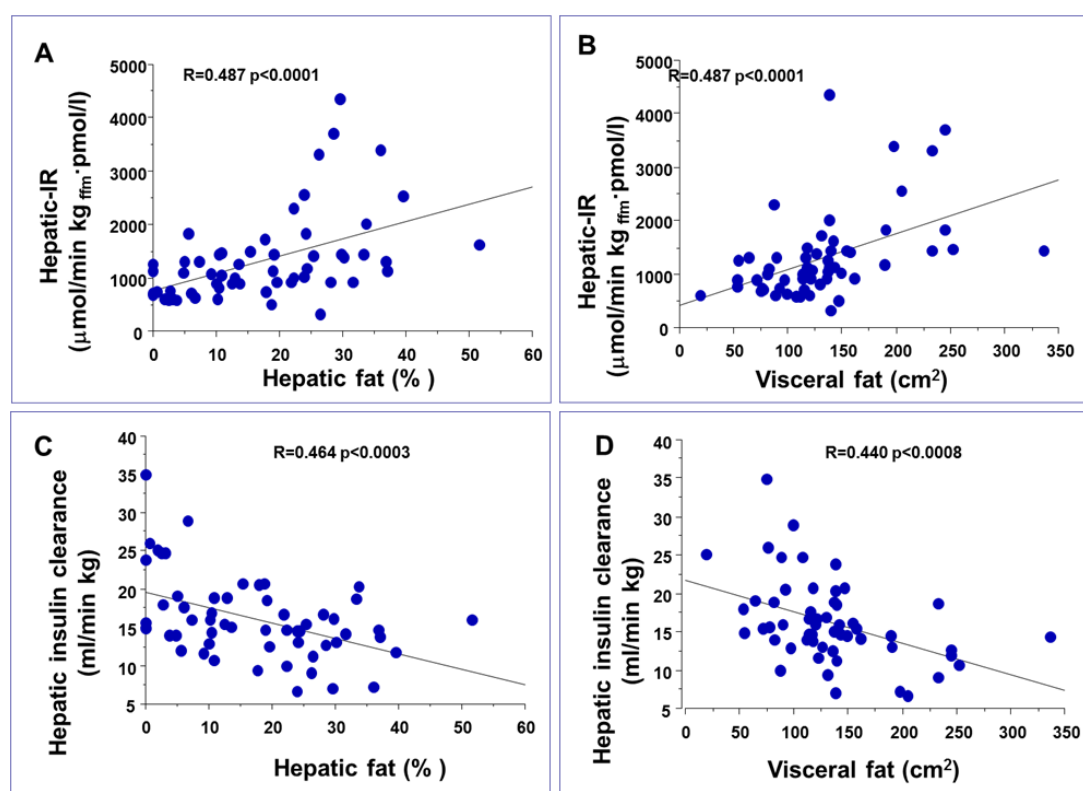 A
R=0.487 p<0.0001
5000
4000
3000
2000
1000
0
Hepatic-IR
(μmol/min kg ffm·pmol/l)
0 10 20 30 40 50 60
Hepatic fat (% )
B
R=0.487 p<0.0001
5000
4000
3000
2000
1000
0
Hepatic-IR
(μmol/min kg ffm·pmol/l)
0 50 100 150 200 250 300 350
Visceral fat (cm²)
C
R=0.464 p<0.0003
40
35
30
25
20
15
10
5
Hepatic insulin clearance
(ml/min kg)
0 10 20 30 40 50 60
Hepatic fat (% )
D
R=0.440 p<0.0008
40
35
30
25
20
15
10
5
Hepatic insulin clearance
(ml/min kg)
0 50 100 150 200 250 300 350
Visceral fat (cm²)